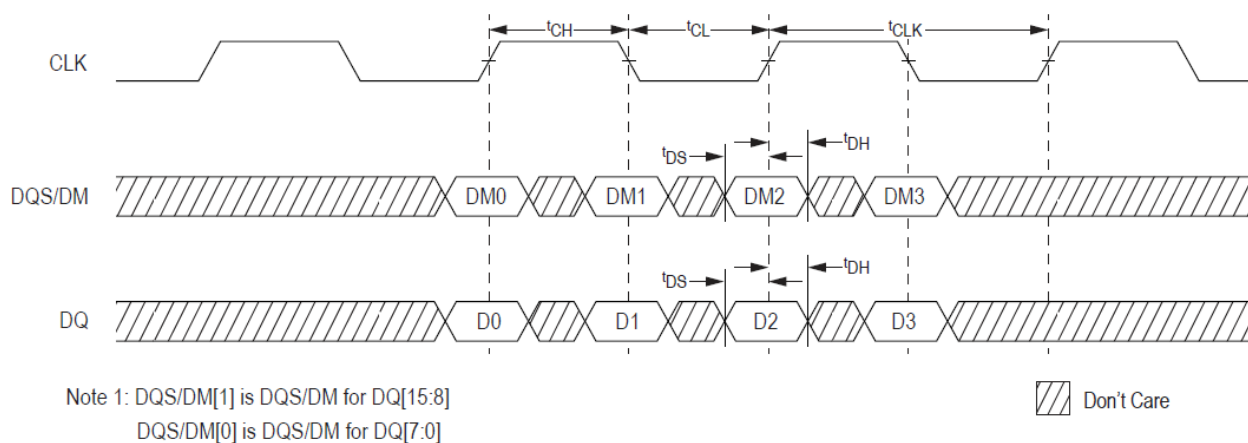 tCH tCL tCLK
CLK
tDS tDH
DQS/DM DM0 DM1 DM2 DM3
tDS tDH
DQ D0 D1 D2 D3
Note 1: DQS/DM[1] is DQS/DM for DQ[15:8]
DQS/DM[0] is DQS/DM for DQ[7:0]
Don't Care